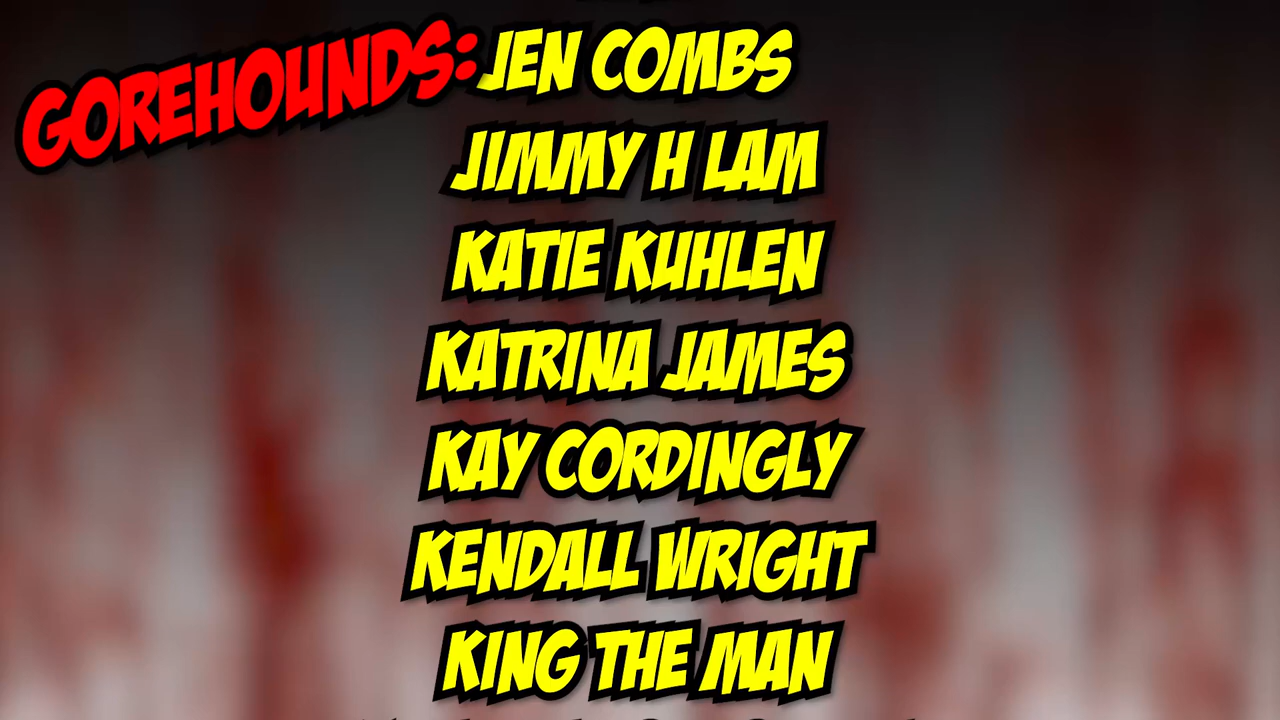 GOREHOUNDS: JEN COMBS
JIMMY H LAM
KATIE KUHLEN
KATRINA JAMES
KAY CORDINGLY
KENDALL WRIGHT
KING THE MAN